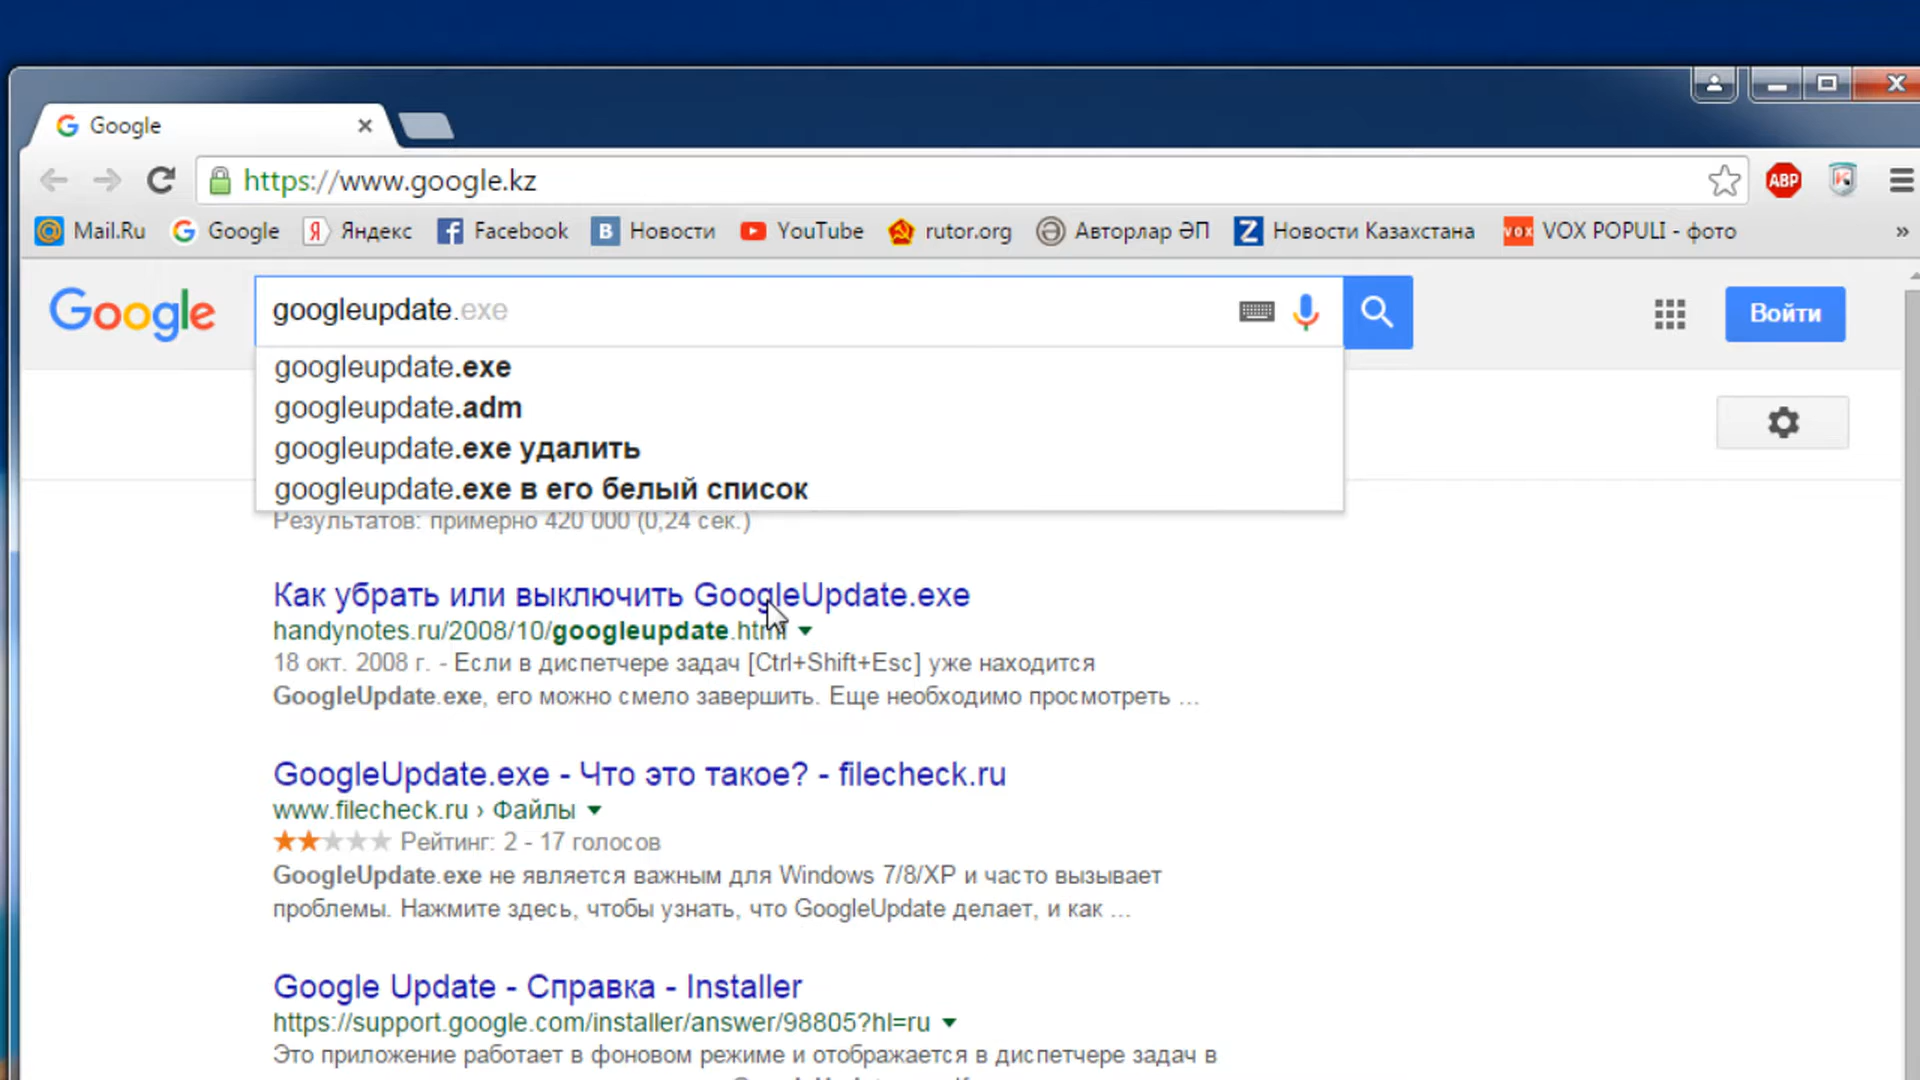 Google
https://www.google.kz
ABP
Mail.Ru Google Яндекс Facebook Новости YouTube rutor.org Авторлар ӘП Новости Казахстана VOX POPULI - фото »
Google googleupdate.exe Войти
googleupdate.exe
googleupdate.adm
googleupdate.exe удалить
googleupdate.exe в его белый список
Результатов: примерно 420 000 (0,24 сек.)
Как убрать или выключить GoogleUpdate.exe
handynotes.ru/2008/10/googleupdate.html
18 окт. 2008 г. - Если в диспетчере задач [Ctrl+Shift+Esc] уже находится
GoogleUpdate.exe, его можно смело завершить. Еще необходимо просмотреть ...
GoogleUpdate.exe - Что это такое? - filecheck.ru
www.filecheck.ru › Файлы
Рейтинг: 2 - 17 голосов
GoogleUpdate.exe не является важным для Windows 7/8/XP и часто вызывает
проблемы. Нажмите здесь, чтобы узнать, что GoogleUpdate делает, и как ...
Google Update - Справка - Installer
https://support.google.com/installer/answer/98805?hl=ru
Это приложение работает в фоновом режиме и отображается в диспетчере задач в